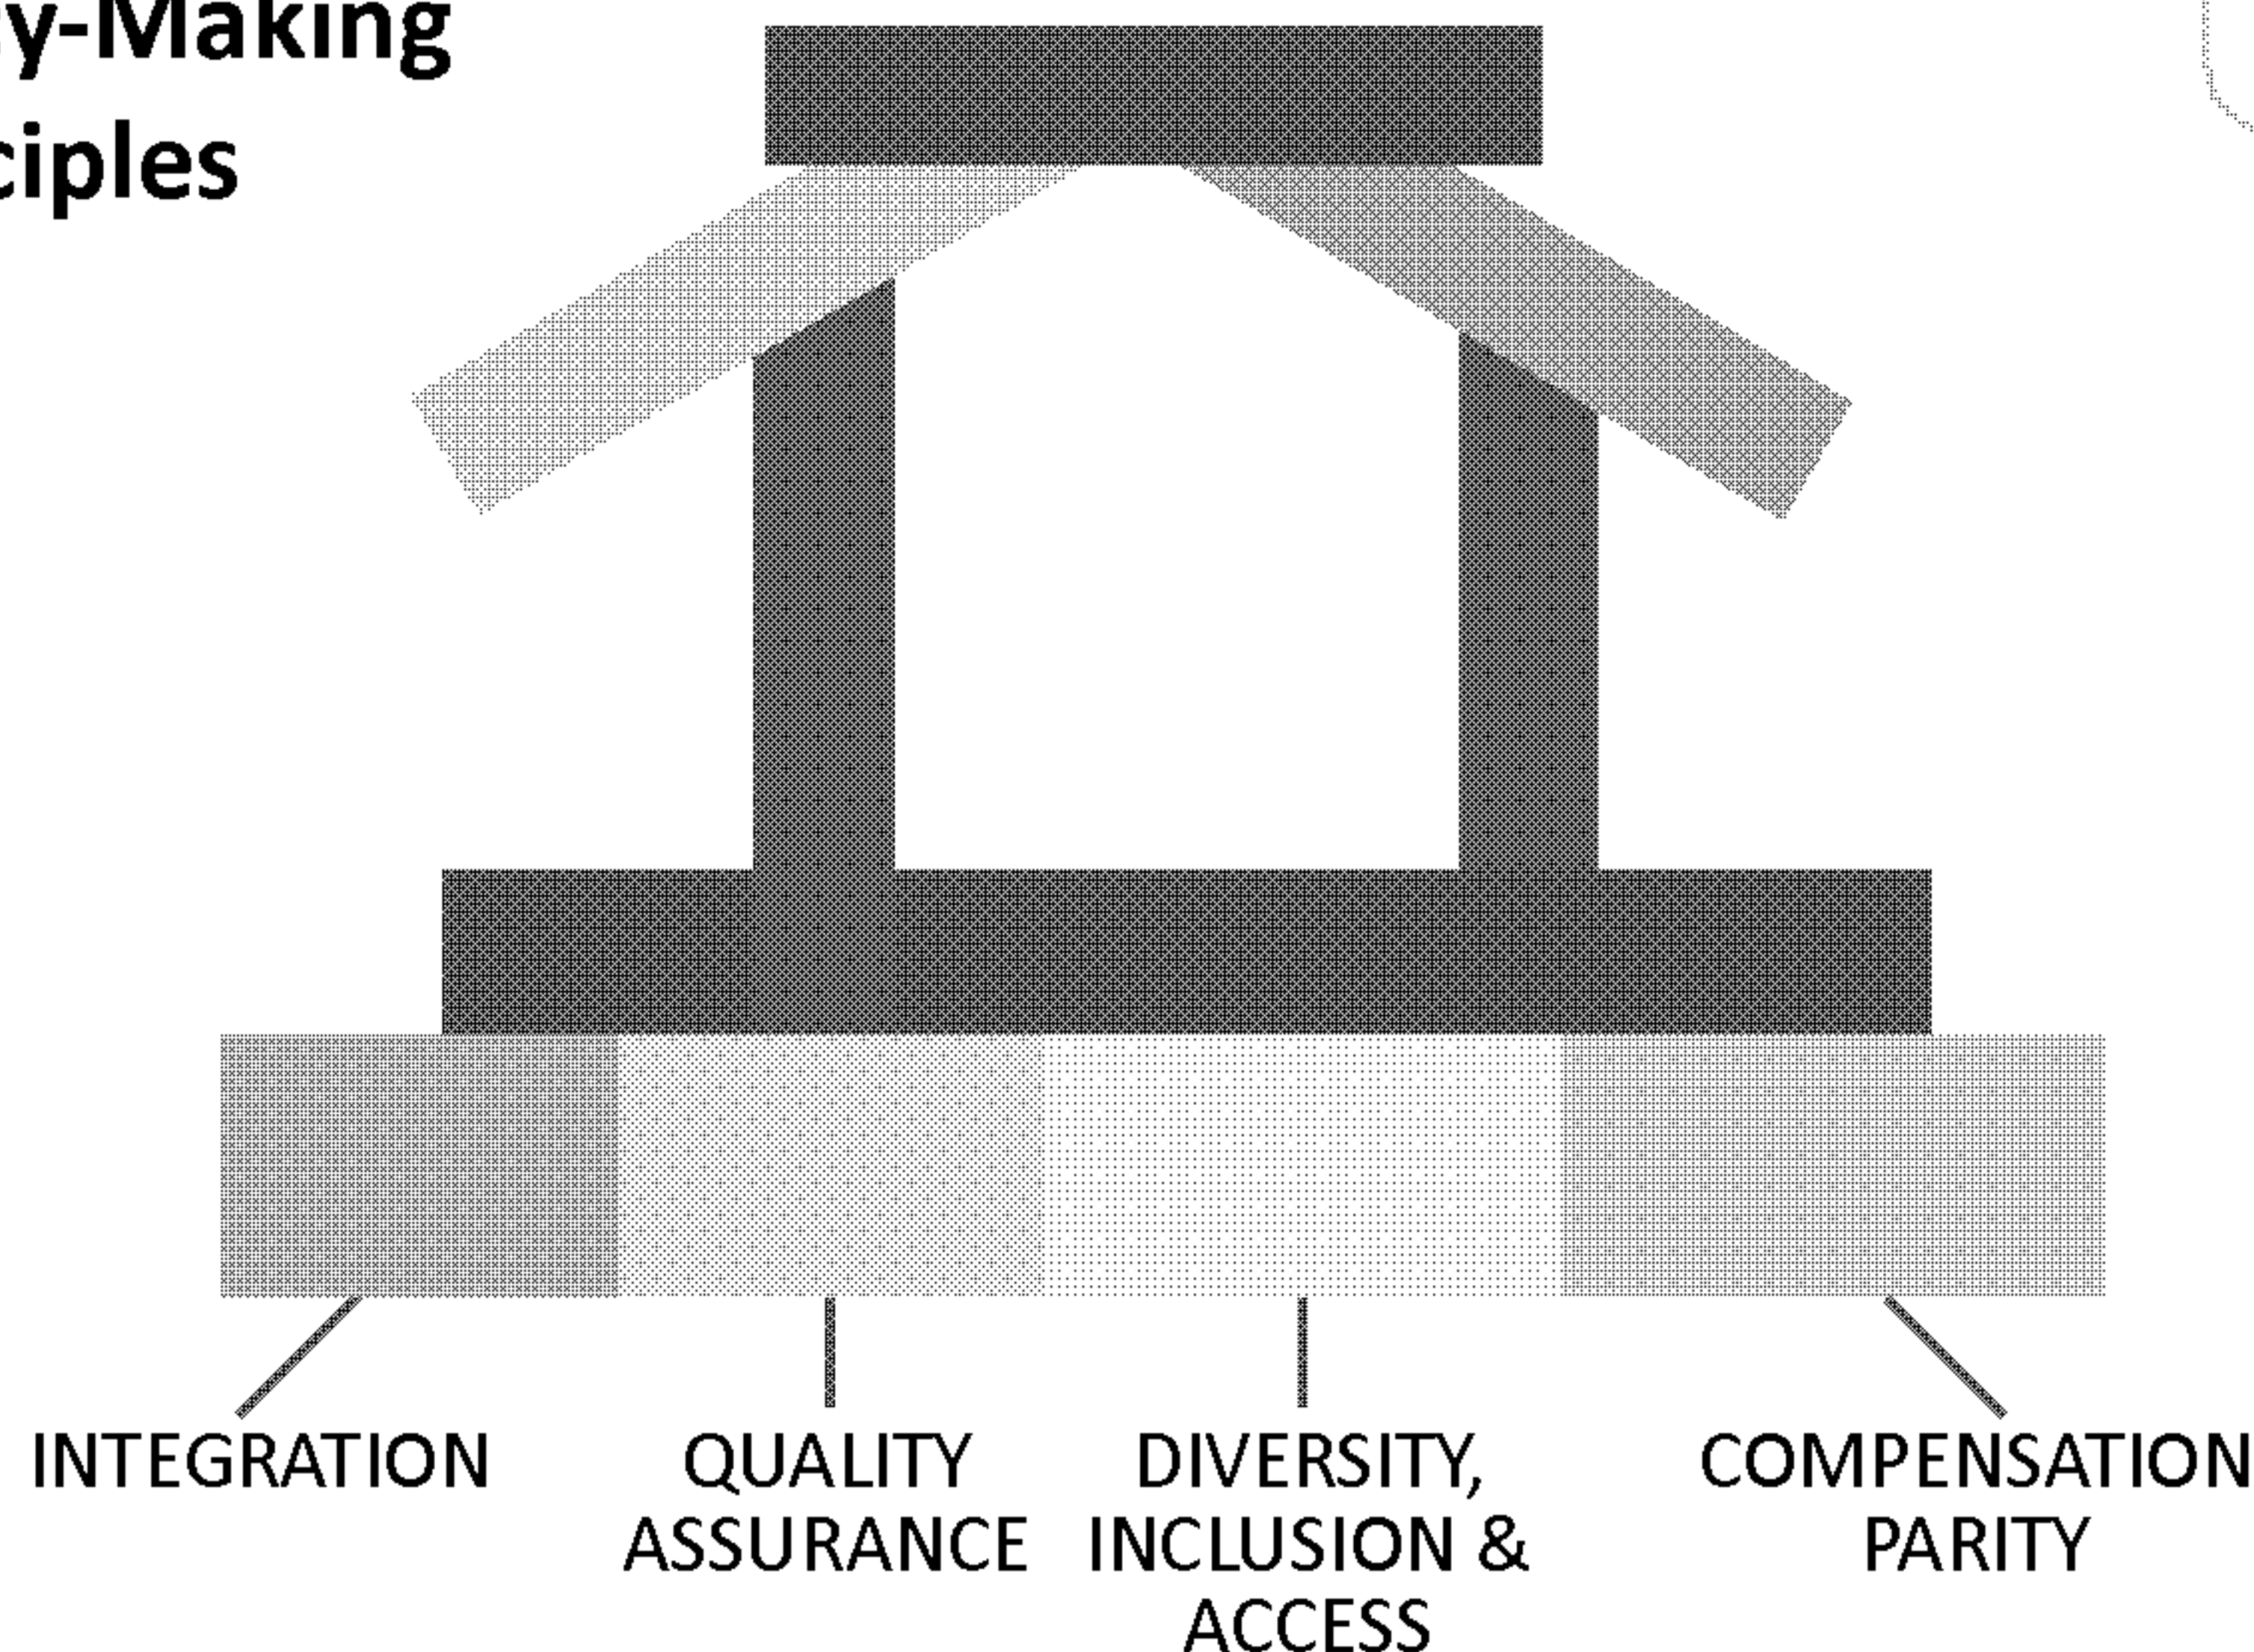 y-Making
ciples
INTEGRATION
QUALITY
ASSURANCE
DIVERSITY,
INCLUSION &
ACCESS
COMPENSATION
PARITY